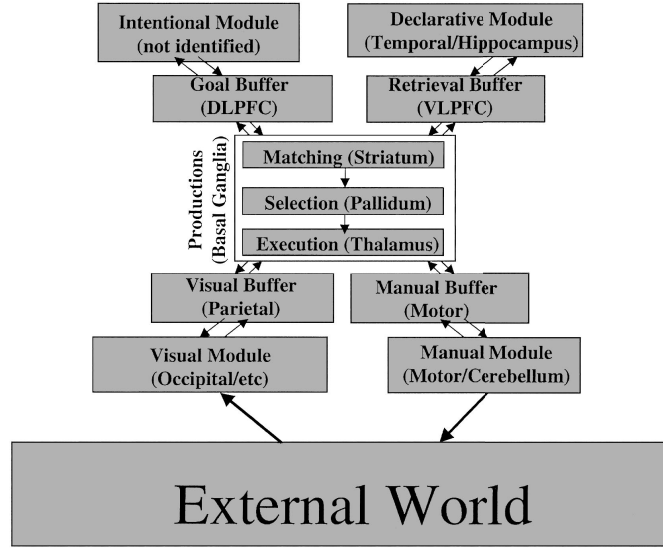 Intentional Module
(not identified)
Declarative Module
(Temporal/Hippocampus)
Goal Buffer
(DLPFC)
Retrieval Buffer
(VLPFC)
Productions
(Basal Ganglia)
Matching (Striatum)
Selection (Pallidum)
Execution (Thalamus)
Visual Buffer
(Parietal)
Manual Buffer
(Motor)
Visual Module
(Occipital/etc)
Manual Module
(Motor/Cerebellum)
External World